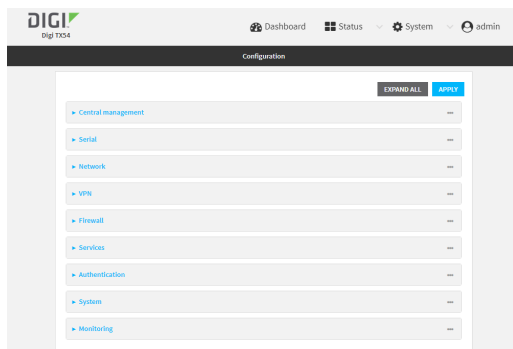 DIGI
Digi TX54
Dashboard Status System admin
Configuration
EXPAND ALL APPLY
Central management
Serial
Network
VPN
Firewall
Services
Authentication
System
Monitoring